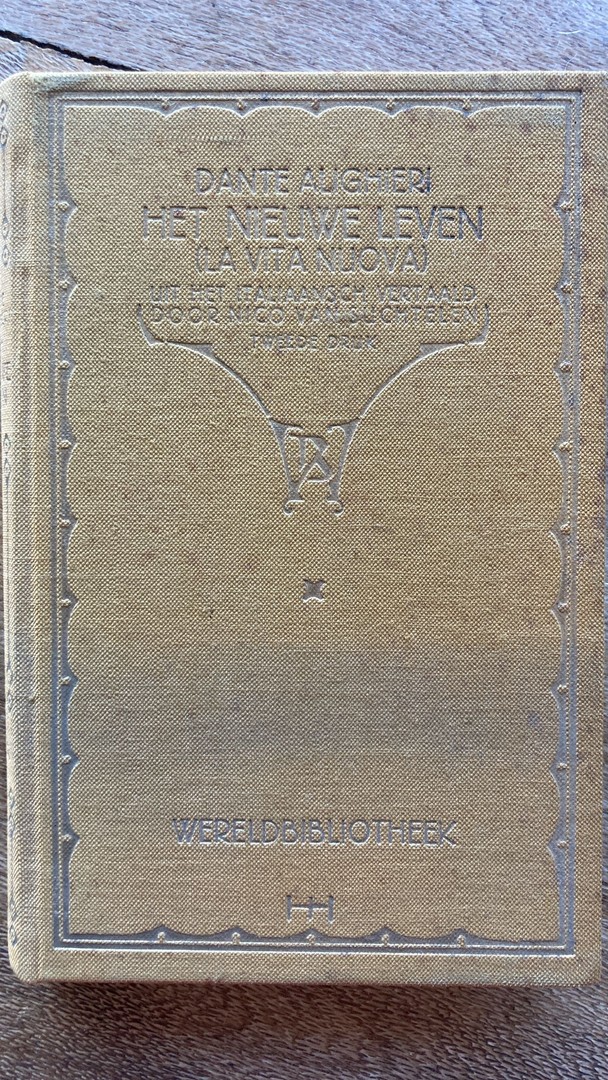 DANTE ALIGHIERI
HET NIEUWE LEVEN
(LA VITA NUOVA)
UIT HET ITALIAANSCH VERTAALD
DOOR NICO VAN SUCHTELEN
TWEEDE DRUK
WERELDBIBLIOTHEEK